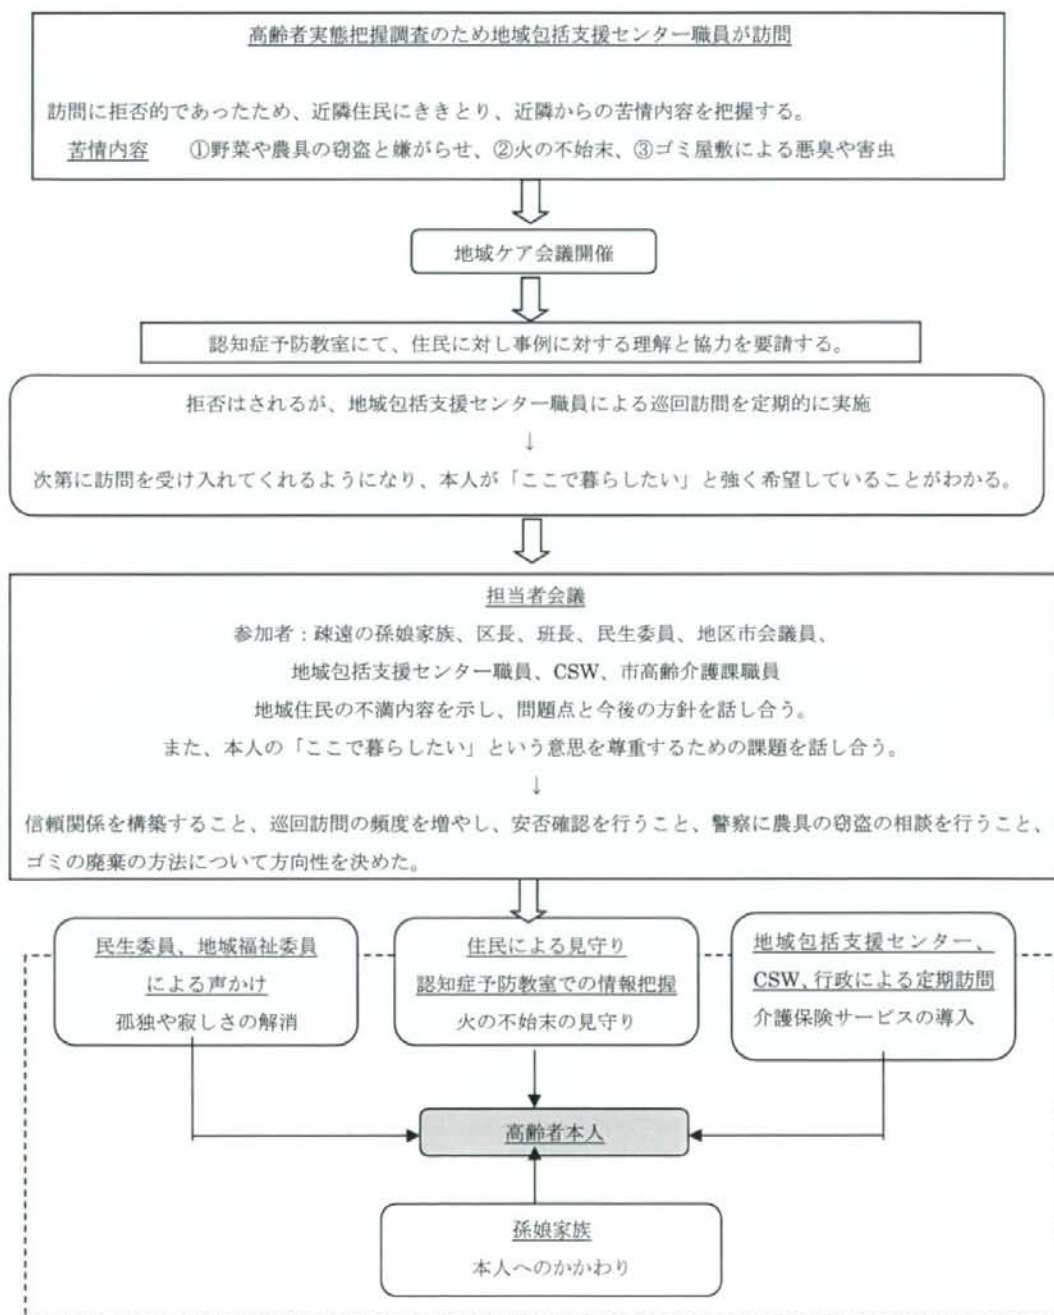 高齢者実態把握調査のため地域包括支援センター職員が訪問
訪問に拒否的であったため、近隣住民にききとり、近隣からの苦情内容を把握する。
苦情内容　①野菜や農具の窃盗と嫌がらせ、②火の不始末、③ゴミ屋敷による悪臭や害虫
地域ケア会議開催
認知症予防教室にて、住民に対し事例に対する理解と協力を要請する。
拒否はされるが、地域包括支援センター職員による巡回訪問を定期的に実施
↓
次第に訪問を受け入れてくれるようになり、本人が「ここで暮らしたい」と強く希望していることがわかる。
担当者会議
参加者：疎遠の孫娘家族、区長、班長、民生委員、地区市会議員、
地域包括支援センター職員、CSW、市高齢介護課職員
地域住民の不満内容を示し、問題点と今後の方針を話し合う。
また、本人の「ここで暮らしたい」という意思を尊重するための課題を話し合う。
↓
信頼関係を構築すること、巡回訪問の頻度を増やし、安否確認を行うこと、警察に農具の窃盗の相談を行うこと、
ゴミの廃棄の方法について方向性を決めた。
民生委員、地域福祉委員
による声かけ
孤独や寂しさの解消
住民による見守り
認知症予防教室での情報把握
火の不始末の見守り
地域包括支援センター、
CSW、行政による定期訪問
介護保険サービスの導入
高齢者本人
孫娘家族
本人へのかかわり